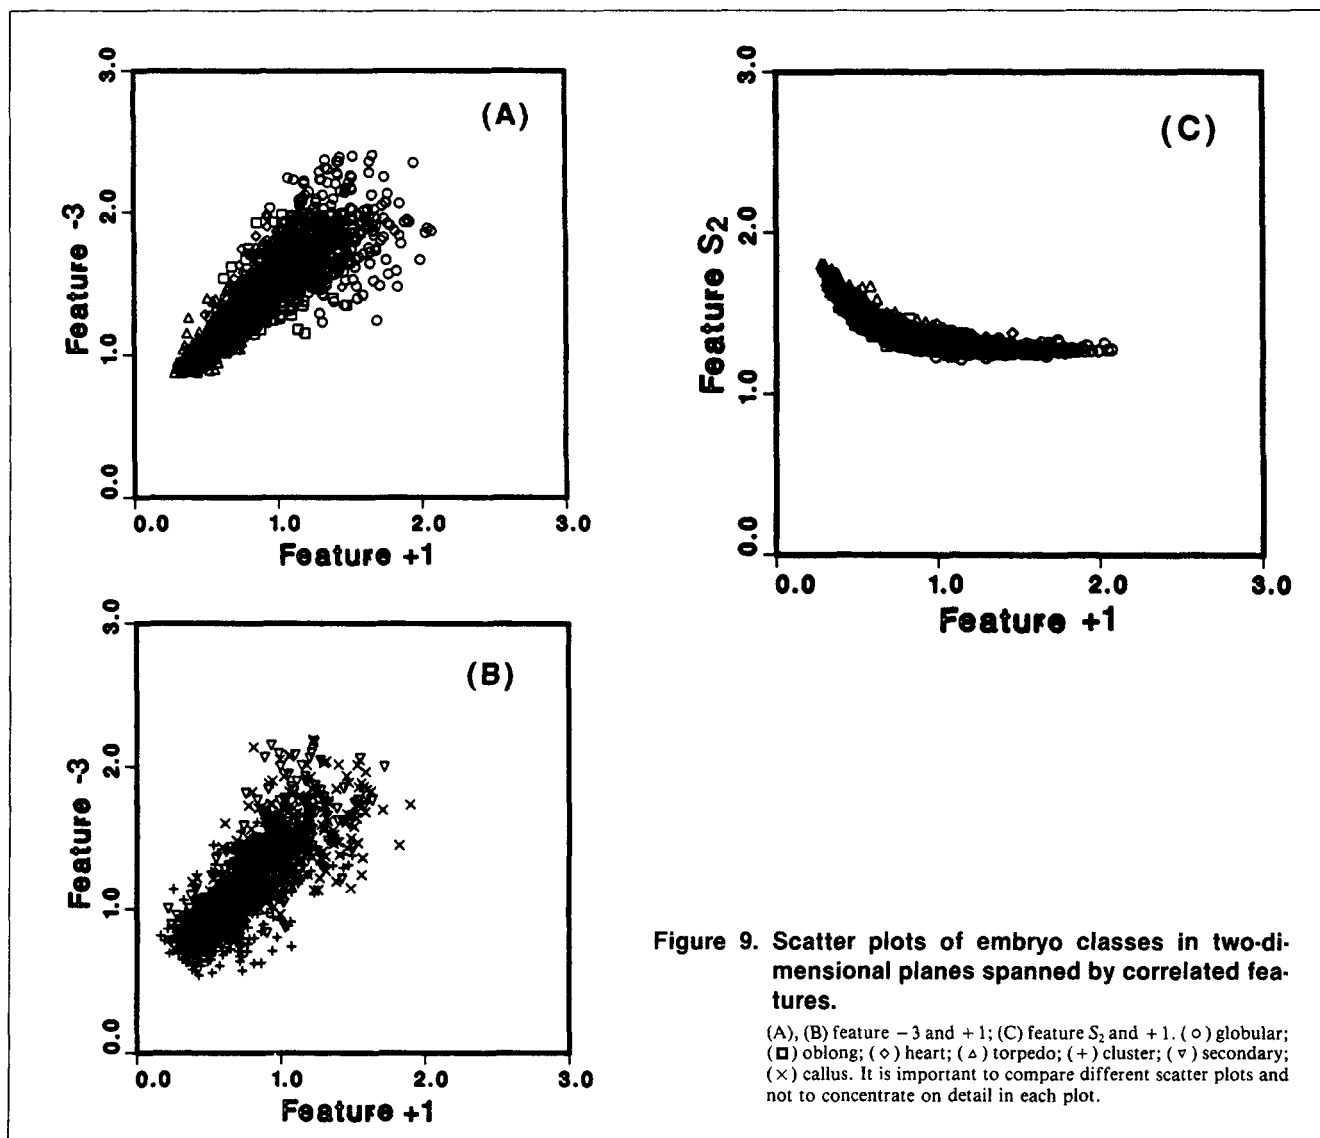 (A)
3.0
2.0
1.0
0.0
Feature -3
0.0 1.0 2.0 3.0
Feature +1
(C)
3.0
2.0
1.0
0.0
Feature S2
0.0 1.0 2.0 3.0
Feature +1
(B)
3.0
2.0
1.0
0.0
Feature -3
0.0 1.0 2.0 3.0
Feature +1
Figure 9. Scatter plots of embryo classes in two-di-
mensional planes spanned by correlated fea-
tures.
(A), (B) feature − 3 and + 1; (C) feature S2 and + 1. (○) globular;
(□) oblong; (◇) heart; (△) torpedo; (+) cluster; (▽) secondary;
(×) callus. It is important to compare different scatter plots and
not to concentrate on detail in each plot.